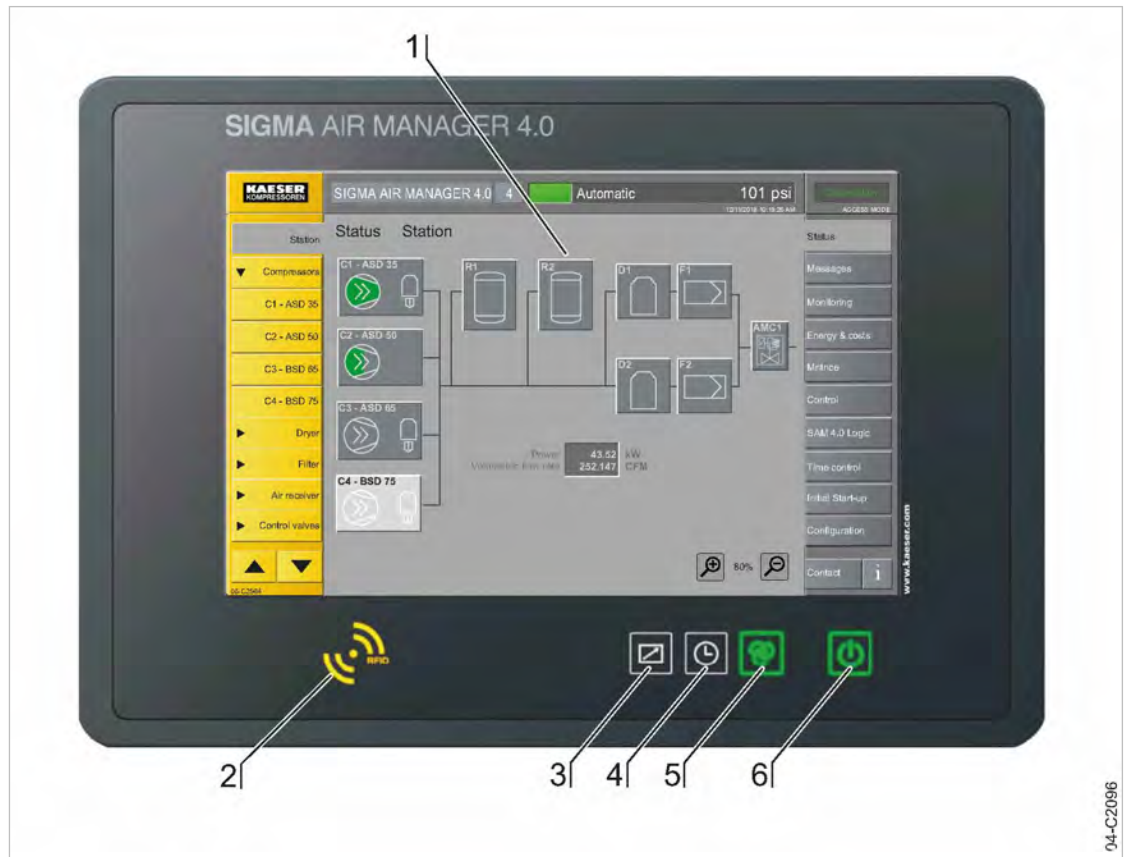 1
SIGMA AIR MANAGER 4.0
KAESER
KOMPRESSOREN
SIGMA AIR MANAGER 4.0 4 Automatic 101 psi
ACCESS MODE
Station
Compressors
C1 - ASD 35
C2 - ASD 50
C3 - BSD 65
C4 - BSD 75
Dryer
Filter
Air receiver
Control valves
Status Station
C1 - ASD 35
R1
R2
D1
F1
C2 - ASD 50
AMC1
D2
F2
C3 - ASD 65
Power 43.52 kW
Volumetric flow rate 252.147 CFM
C4 - BSD 75
80%
Status
Messages
Monitoring
Energy & costs
Mntnce
Control
SAM 4.0 Logic
Time control
Initial Start-up
Configuration
Contact i
www.kaeser.com
RFID
2
3
4
5
6
04-C2096